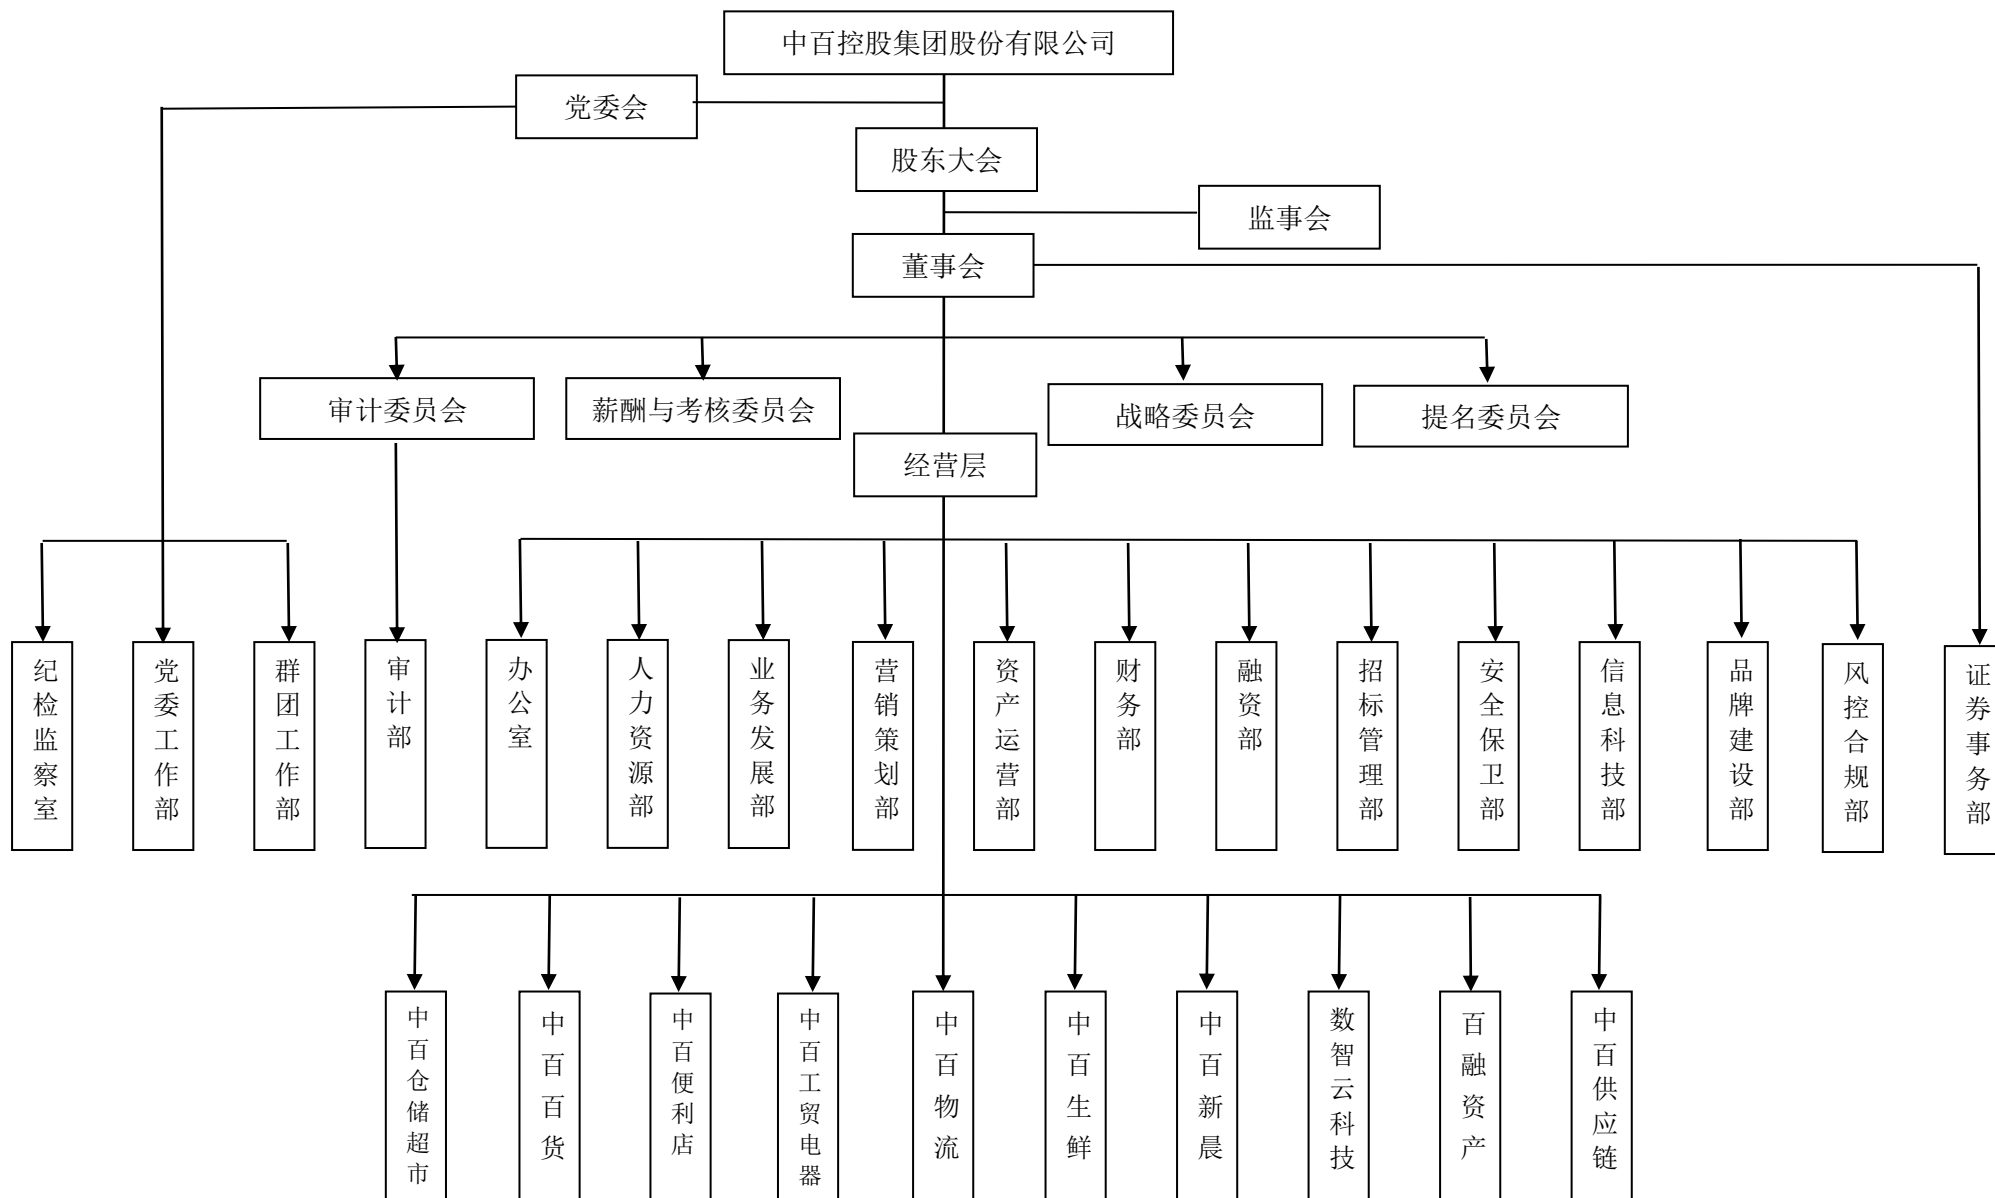 中百控股集团股份有限公司
党委会
股东大会
监事会
董事会
审计委员会
薪酬与考核委员会
战略委员会
提名委员会
经营层
纪检监察室
党委工作部
群团工作部
审计部
办公室
人力资源部
业务发展部
营销策划部
资产运营部
财务部
融资部
招标管理部
安全保卫部
信息科技部
品牌建设部
风控合规部
证券事务部
中百仓储超市
中百百货
中百便利店
中百工贸电器
中百物流
中百生鲜
中百新晨
数智云科技
百融资产
中百供应链